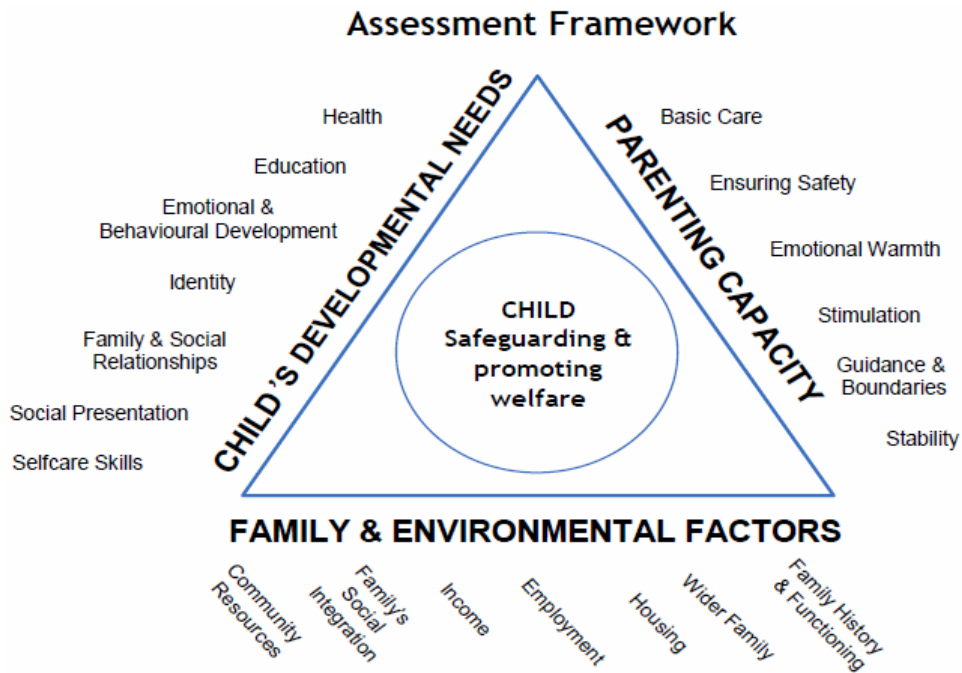 Assessment Framework
CHILD'S DEVELOPMENTAL NEEDS
Health
Education
Emotional &
Behavioural Development
Identity
Family & Social
Relationships
Social Presentation
Selfcare Skills
PARENTING CAPACITY
Basic Care
Ensuring Safety
Emotional Warmth
Stimulation
Guidance &
Boundaries
Stability
CHILD
Safeguarding &
promoting
welfare
FAMILY & ENVIRONMENTAL FACTORS
Community
Resources
Family's
Social
Integration
Income
Employment
Housing
Wider Family
Family History
& Functioning